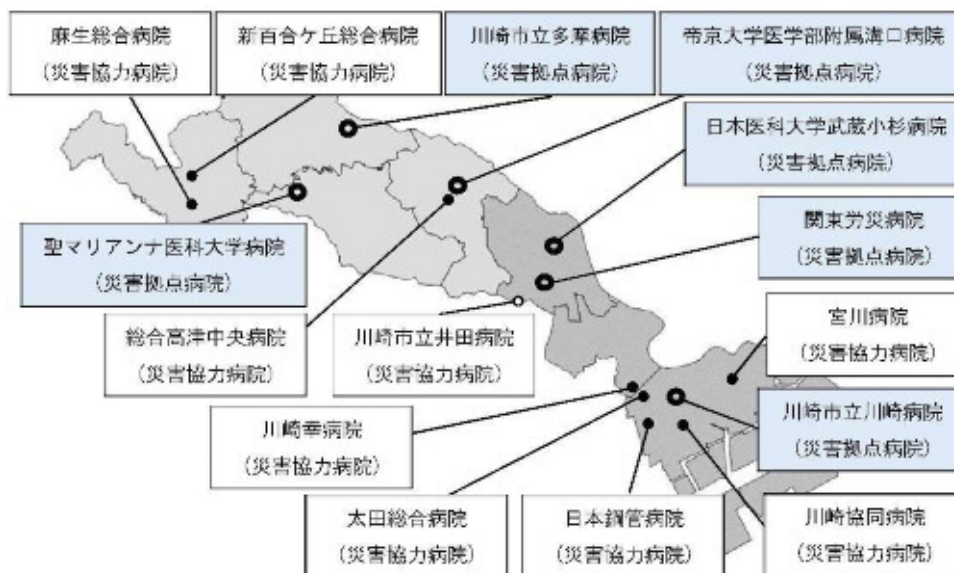 麻生総合病院
(災害協力病院)
新百合ケ丘総合病院
(災害協力病院)
川崎市立多摩病院
(災害拠点病院)
帝京大学医学部附属溝口病院
(災害拠点病院)
日本医科大学武蔵小杉病院
(災害拠点病院)
関東労災病院
(災害拠点病院)
聖マリアンナ医科大学病院
(災害拠点病院)
総合高津中央病院
(災害協力病院)
川崎市立井田病院
(災害協力病院)
宮川病院
(災害協力病院)
川崎幸病院
(災害協力病院)
川崎市立川崎病院
(災害拠点病院)
太田総合病院
(災害協力病院)
日本鋼管病院
(災害協力病院)
川崎協同病院
(災害協力病院)